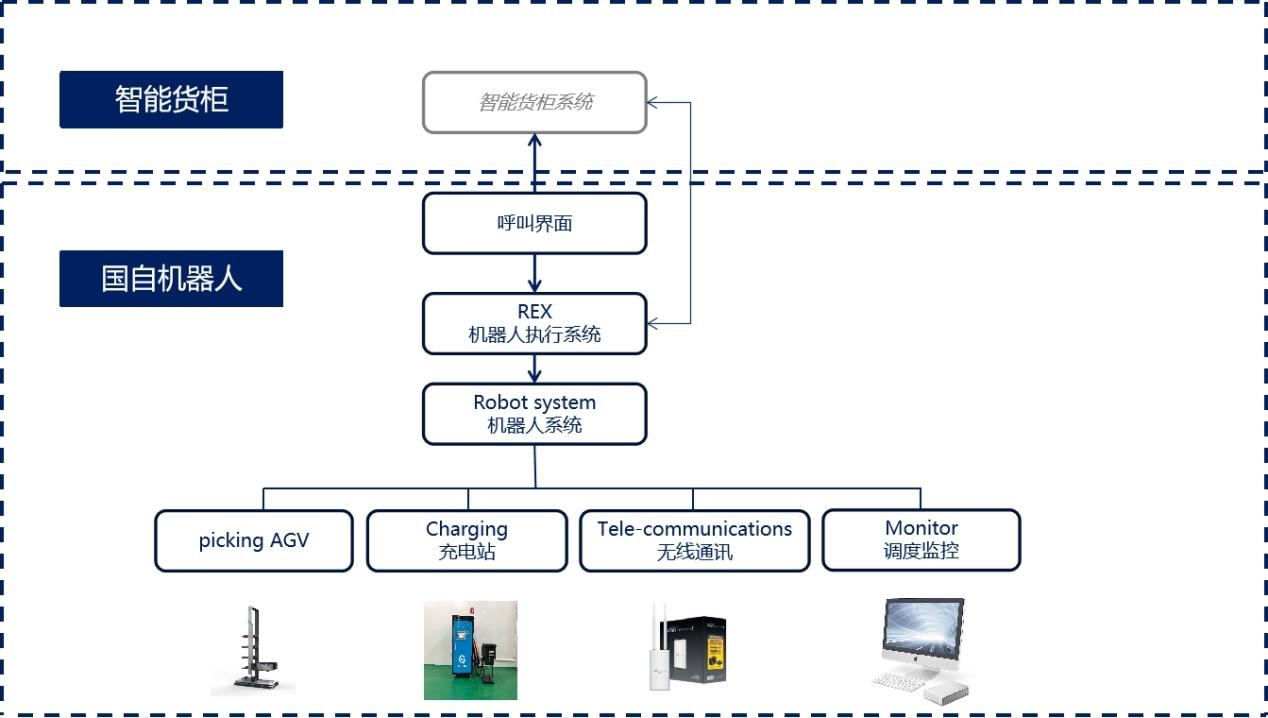 智能货柜
智能货柜系统
呼叫界面
国自机器人
REX
机器人执行系统
Robot system
机器人系统
picking AGV
Charging
充电站
Tele-communications
无线通讯
Monitor
调度监控